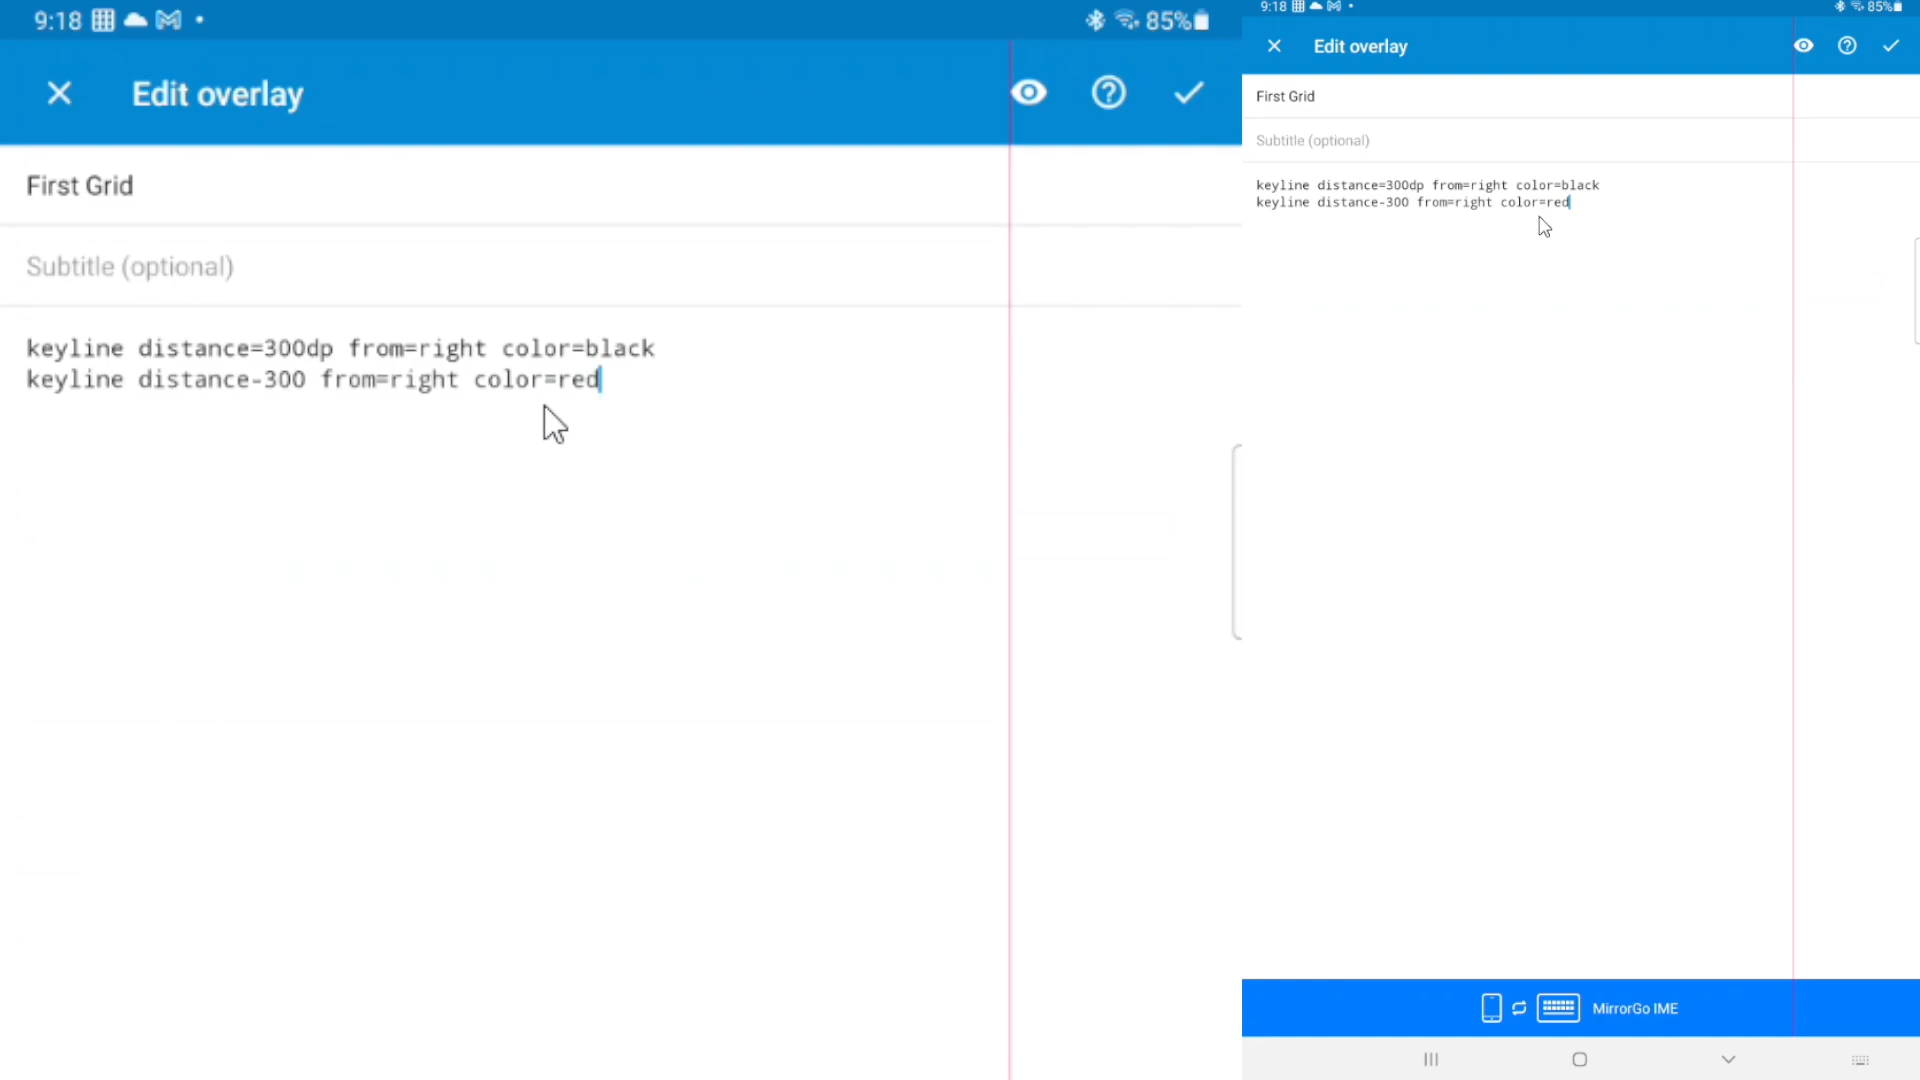 9:18
85%
Edit overlay
First Grid
Subtitle (optional)
keyline distance=300dp from=right color=black
keyline distance-300 from=right color=red
9:18
85%
Edit overlay
First Grid
Subtitle (optional)
keyline distance=300dp from=right color=black
keyline distance-300 from=right color=red
MirrorGo IME